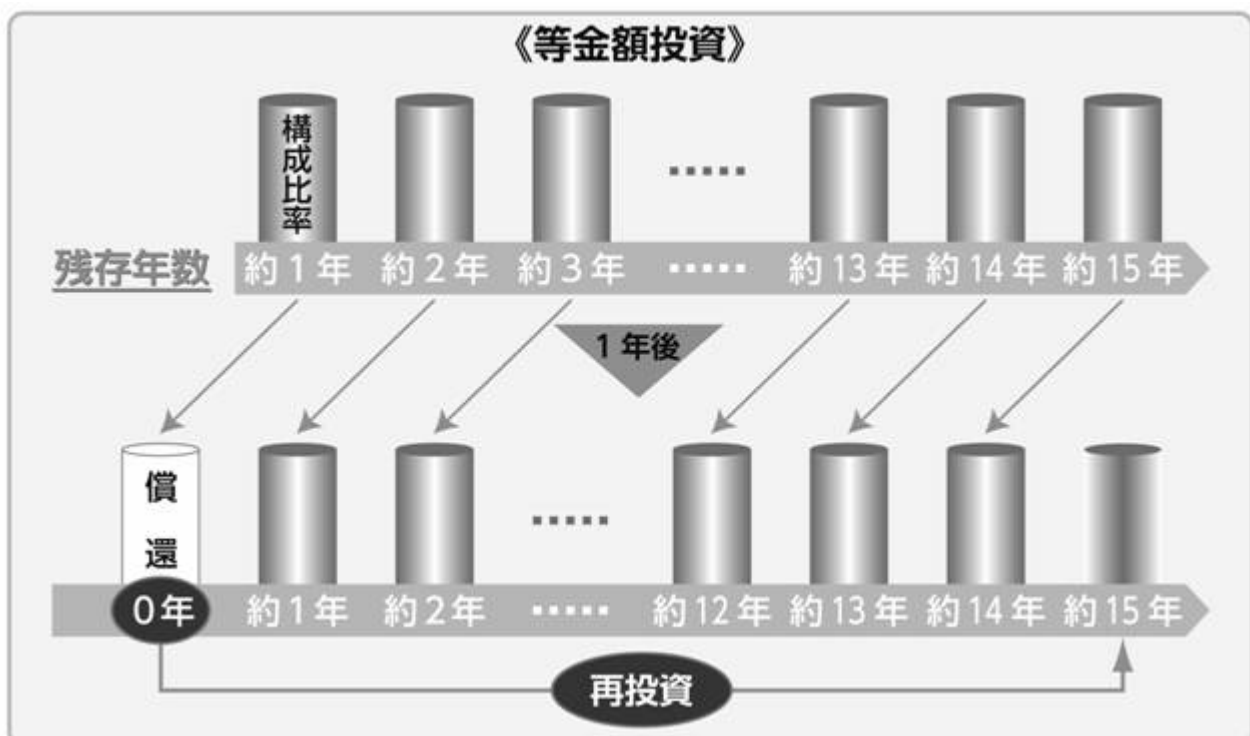 《等金額投資》
構成比率
残存年数 約1年 約2年 約3年 ‥‥‥ 約13年 約14年 約15年
1年後
償還
0年 約1年 約2年 ‥‥‥ 約12年 約13年 約14年 約15年
再投資